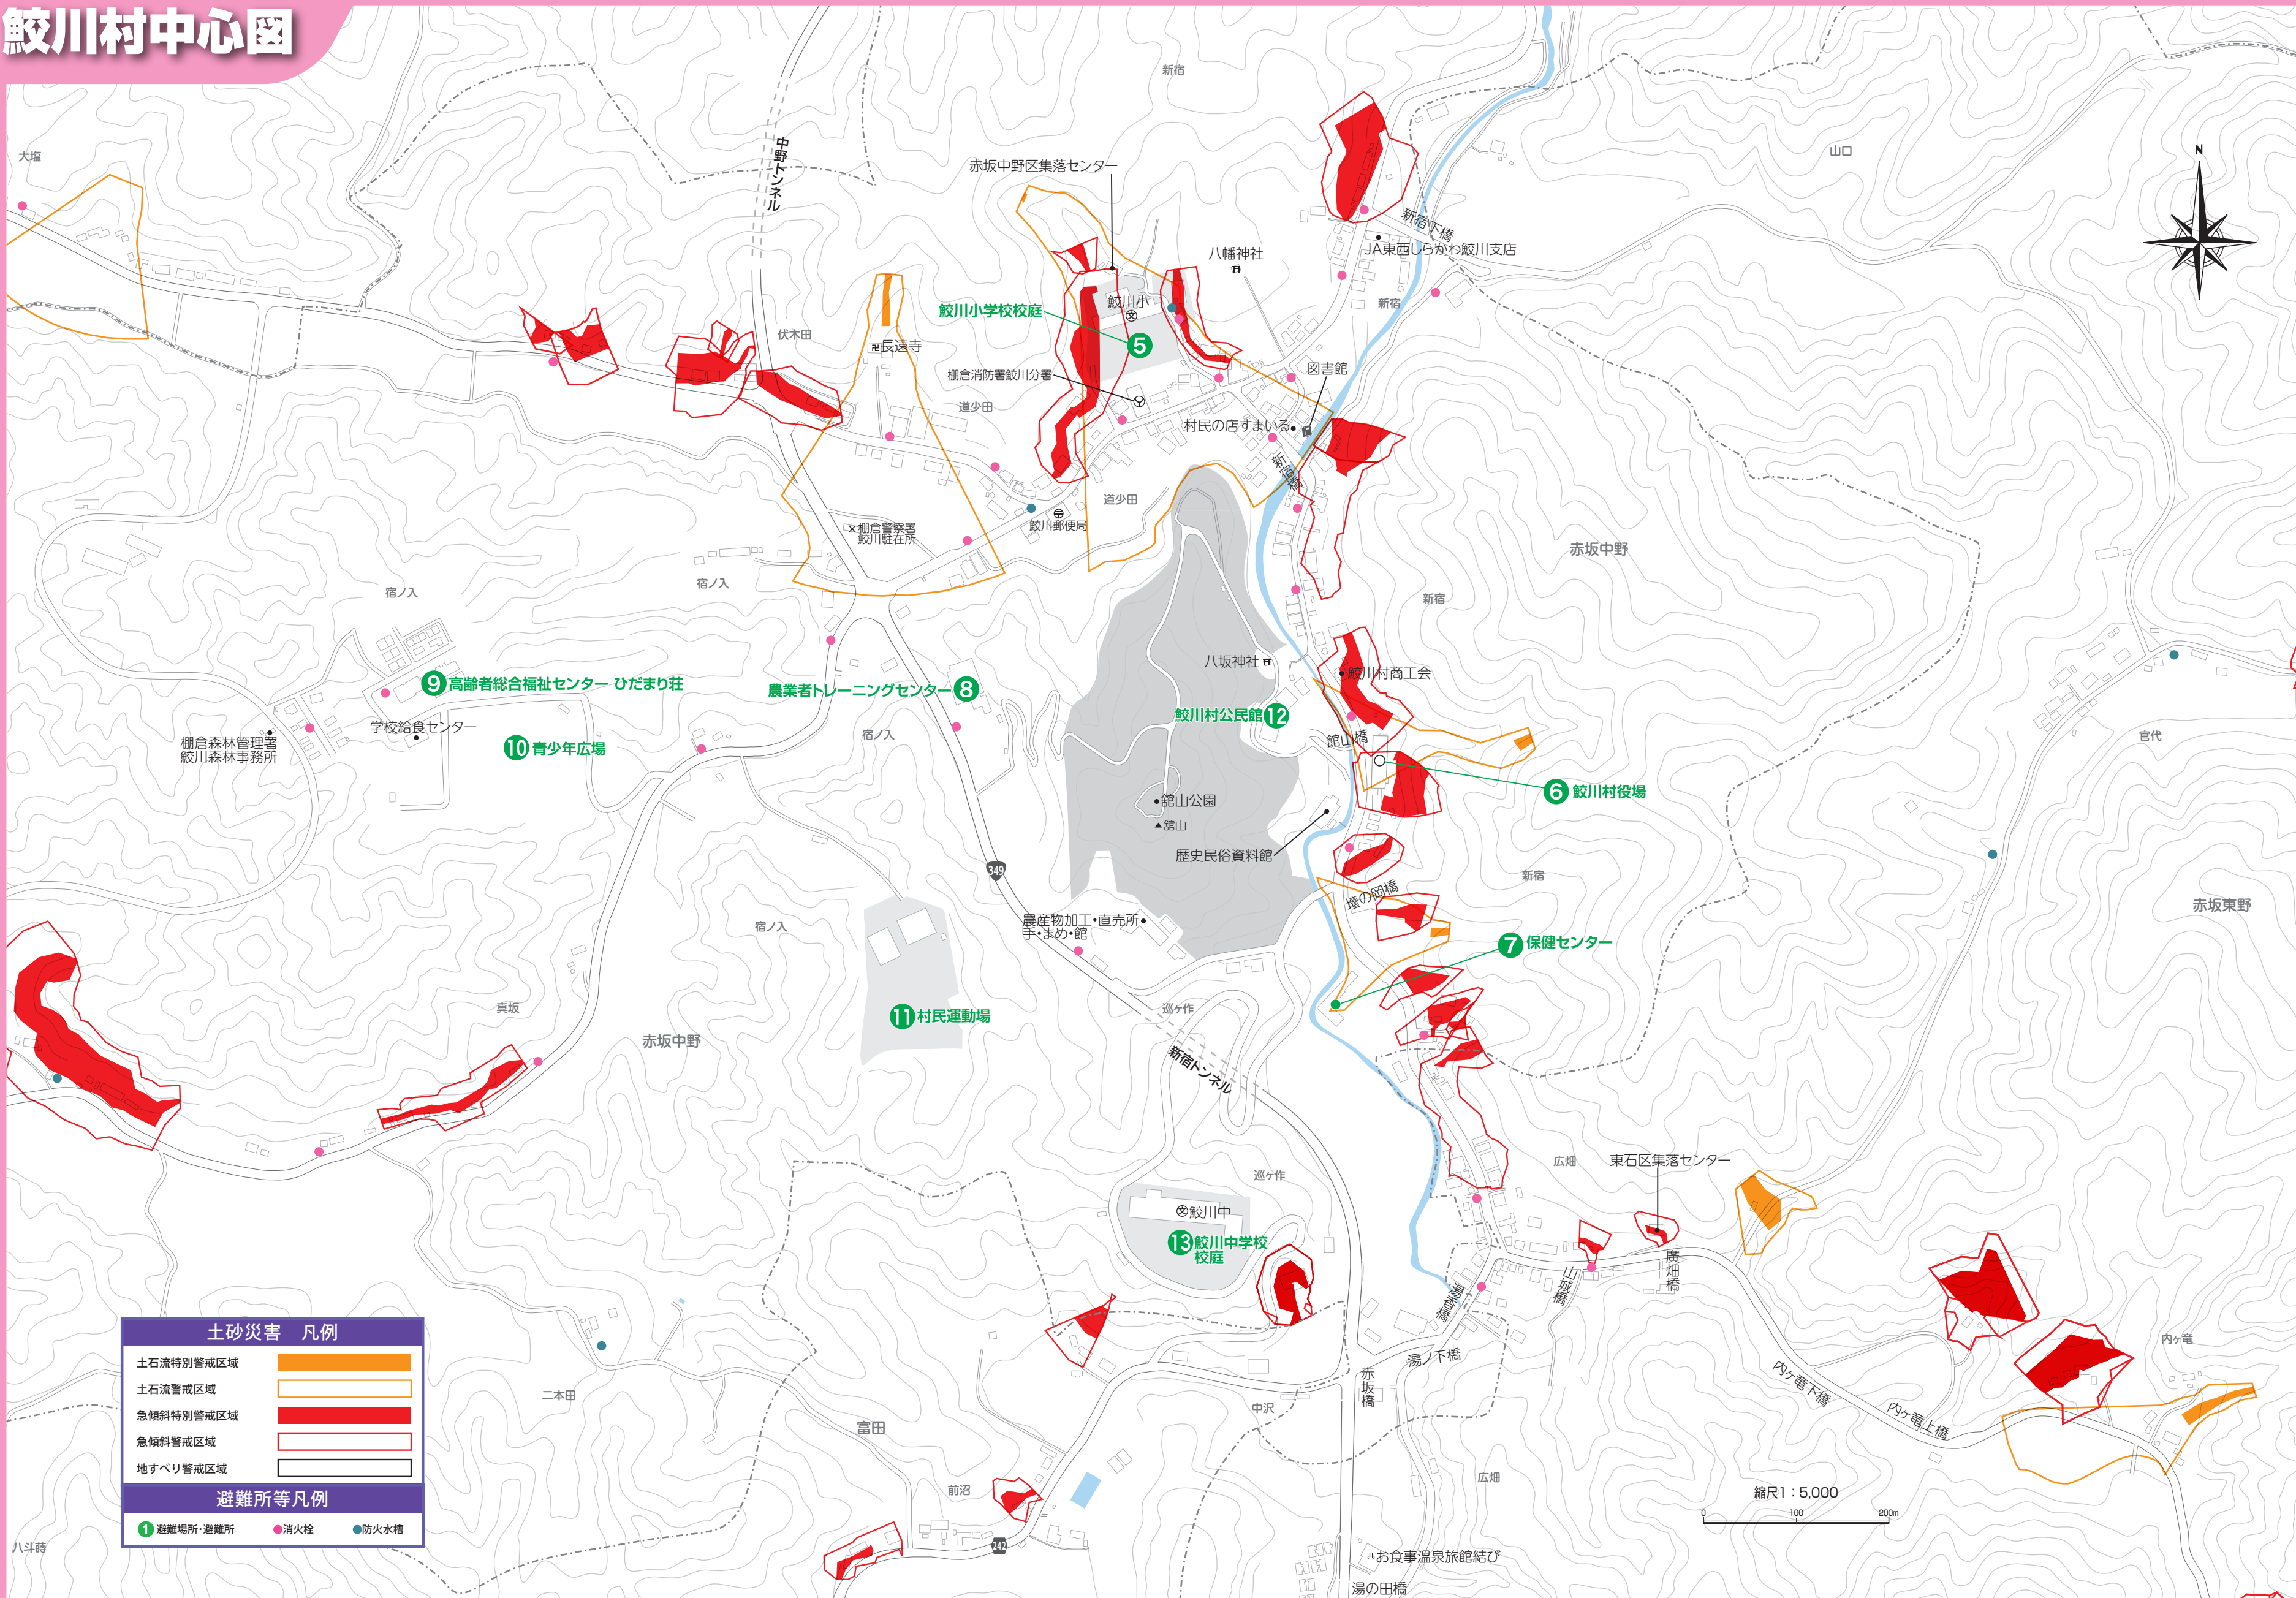 鮫川村中心図
新宿
大塩
山口
N
中野トンネル
赤坂中野区集落センター
新宿下橋
JA東西しらかわ鮫川支店
八幡神社
新宿
鮫川小
鮫川小学校校庭
5
伏木田
長遠寺
棚倉消防署鮫川分署
図書館
道少田
村民の店すまいる
新宿橋
道少田
鮫川郵便局
棚倉警察署
鮫川駐在所
赤坂中野
宿ノ入
宿ノ入
新宿
八坂神社
鮫川村商工会
9 高齢者総合福祉センター ひだまり荘
農業者トレーニングセンター 8
鮫川村公民館 12
学校給食センター
棚倉森林管理署
鮫川森林事務所
10 青少年広場
宿ノ入
館山橋
官代
6 鮫川村役場
舘山公園
舘山
歴史民俗資料館
349
新宿
壇の岡橋
赤坂東野
宿ノ入
農産物加工・直売所
手・まめ・館
7 保健センター
真坂
11 村民運動場
巡ヶ作
赤坂中野
新宿トンネル
巡ヶ作
広畑
東石区集落センター
鮫川中
13 鮫川中学校
校庭
廣畑橋
山城橋
湯香橋
湯ノ下橋
赤坂橋
内ヶ竜
内ヶ竜下橋
内ヶ竜上橋
二本田
富田
中沢
前沼
広畑
242
八斗蒔
お食事温泉旅館結び
湯の田橋
縮尺1：5,000
0 100 200m
土砂災害 凡例
土石流特別警戒区域
土石流警戒区域
急傾斜特別警戒区域
急傾斜警戒区域
地すべり警戒区域
避難所等凡例
1 避難場所・避難所 消火栓 防火水槽